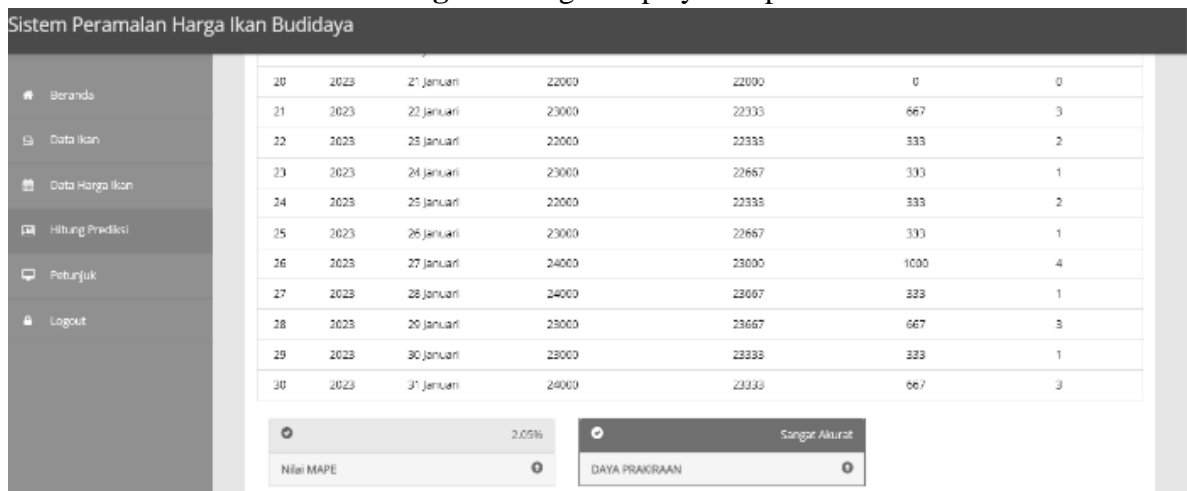 Sistem Peramalan Harga Ikan Budidaya
Beranda
Data Ikan
Data Harga Ikan
Hitung Prediksi
Petunjuk
Logout
20 2023 21 Januari 22000 22000 0 0
21 2023 22 Januari 23000 22333 667 3
22 2023 23 Januari 22000 22333 333 2
23 2023 24 Januari 23000 22667 333 1
24 2023 25 Januari 22000 22333 333 2
25 2023 26 Januari 23000 22667 333 1
26 2023 27 Januari 24000 23000 1000 4
27 2023 28 Januari 24000 23667 333 1
28 2023 29 Januari 23000 23667 667 3
29 2023 30 Januari 23000 23333 333 1
30 2023 31 Januari 24000 23333 667 3
2.05%
Nilai MAPE
Sangat Akurat
DAYA PRAKIRAAN